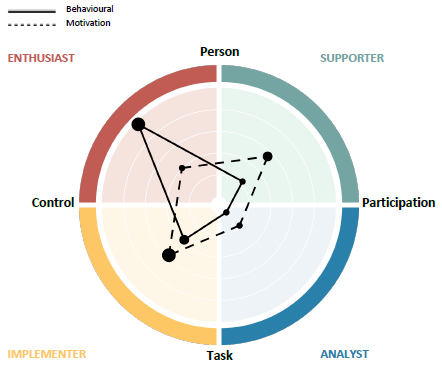 Behavioural
Motivation
Person
ENTHUSIAST
SUPPORTER
Control
Participation
IMPLEMENTER
Task
ANALYST